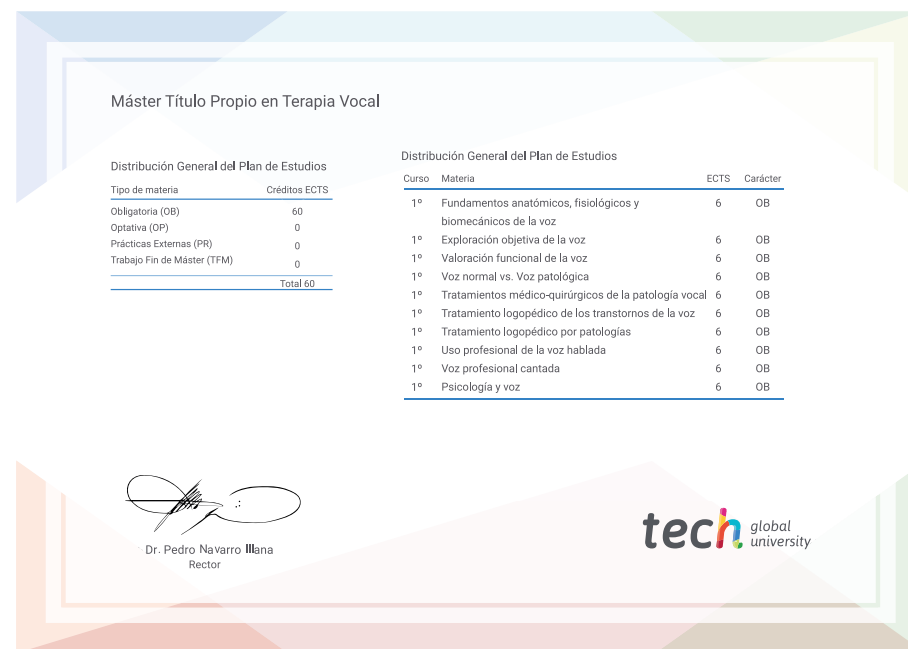 Máster Título Propio en Terapia Vocal
Distribución General del Plan de Estudios
Tipo de materia Créditos ECTS
Obligatoria (OB) 60
Optativa (OP) 0
Prácticas Externas (PR) 0
Trabajo Fin de Máster (TFM) 0
Total 60
Distribución General del Plan de Estudios
Curso Materia ECTS Carácter
1º Fundamentos anatómicos, fisiológicos y 6 OB
biomecánicos de la voz
1º Exploración objetiva de la voz 6 OB
1º Valoración funcional de la voz 6 OB
1º Voz normal vs. Voz patológica 6 OB
1º Tratamientos médico-quirúrgicos de la patología vocal 6 OB
1º Tratamiento logopédico de los transtornos de la voz 6 OB
1º Tratamiento logopédico por patologías 6 OB
1º Uso profesional de la voz hablada 6 OB
1º Voz profesional cantada 6 OB
1º Psicología y voz 6 OB
Dr. Pedro Navarro Illana
Rector
tech global
university